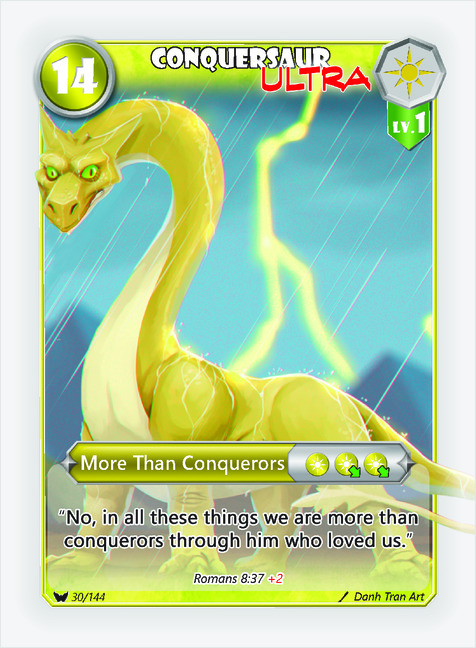 14
CONQUERSAUR
ULTRA
LV.1
More Than Conquerors
“No, in all these things we are more than
conquerors through him who loved us.”
Romans 8:37 +2
30/144
Danh Tran Art